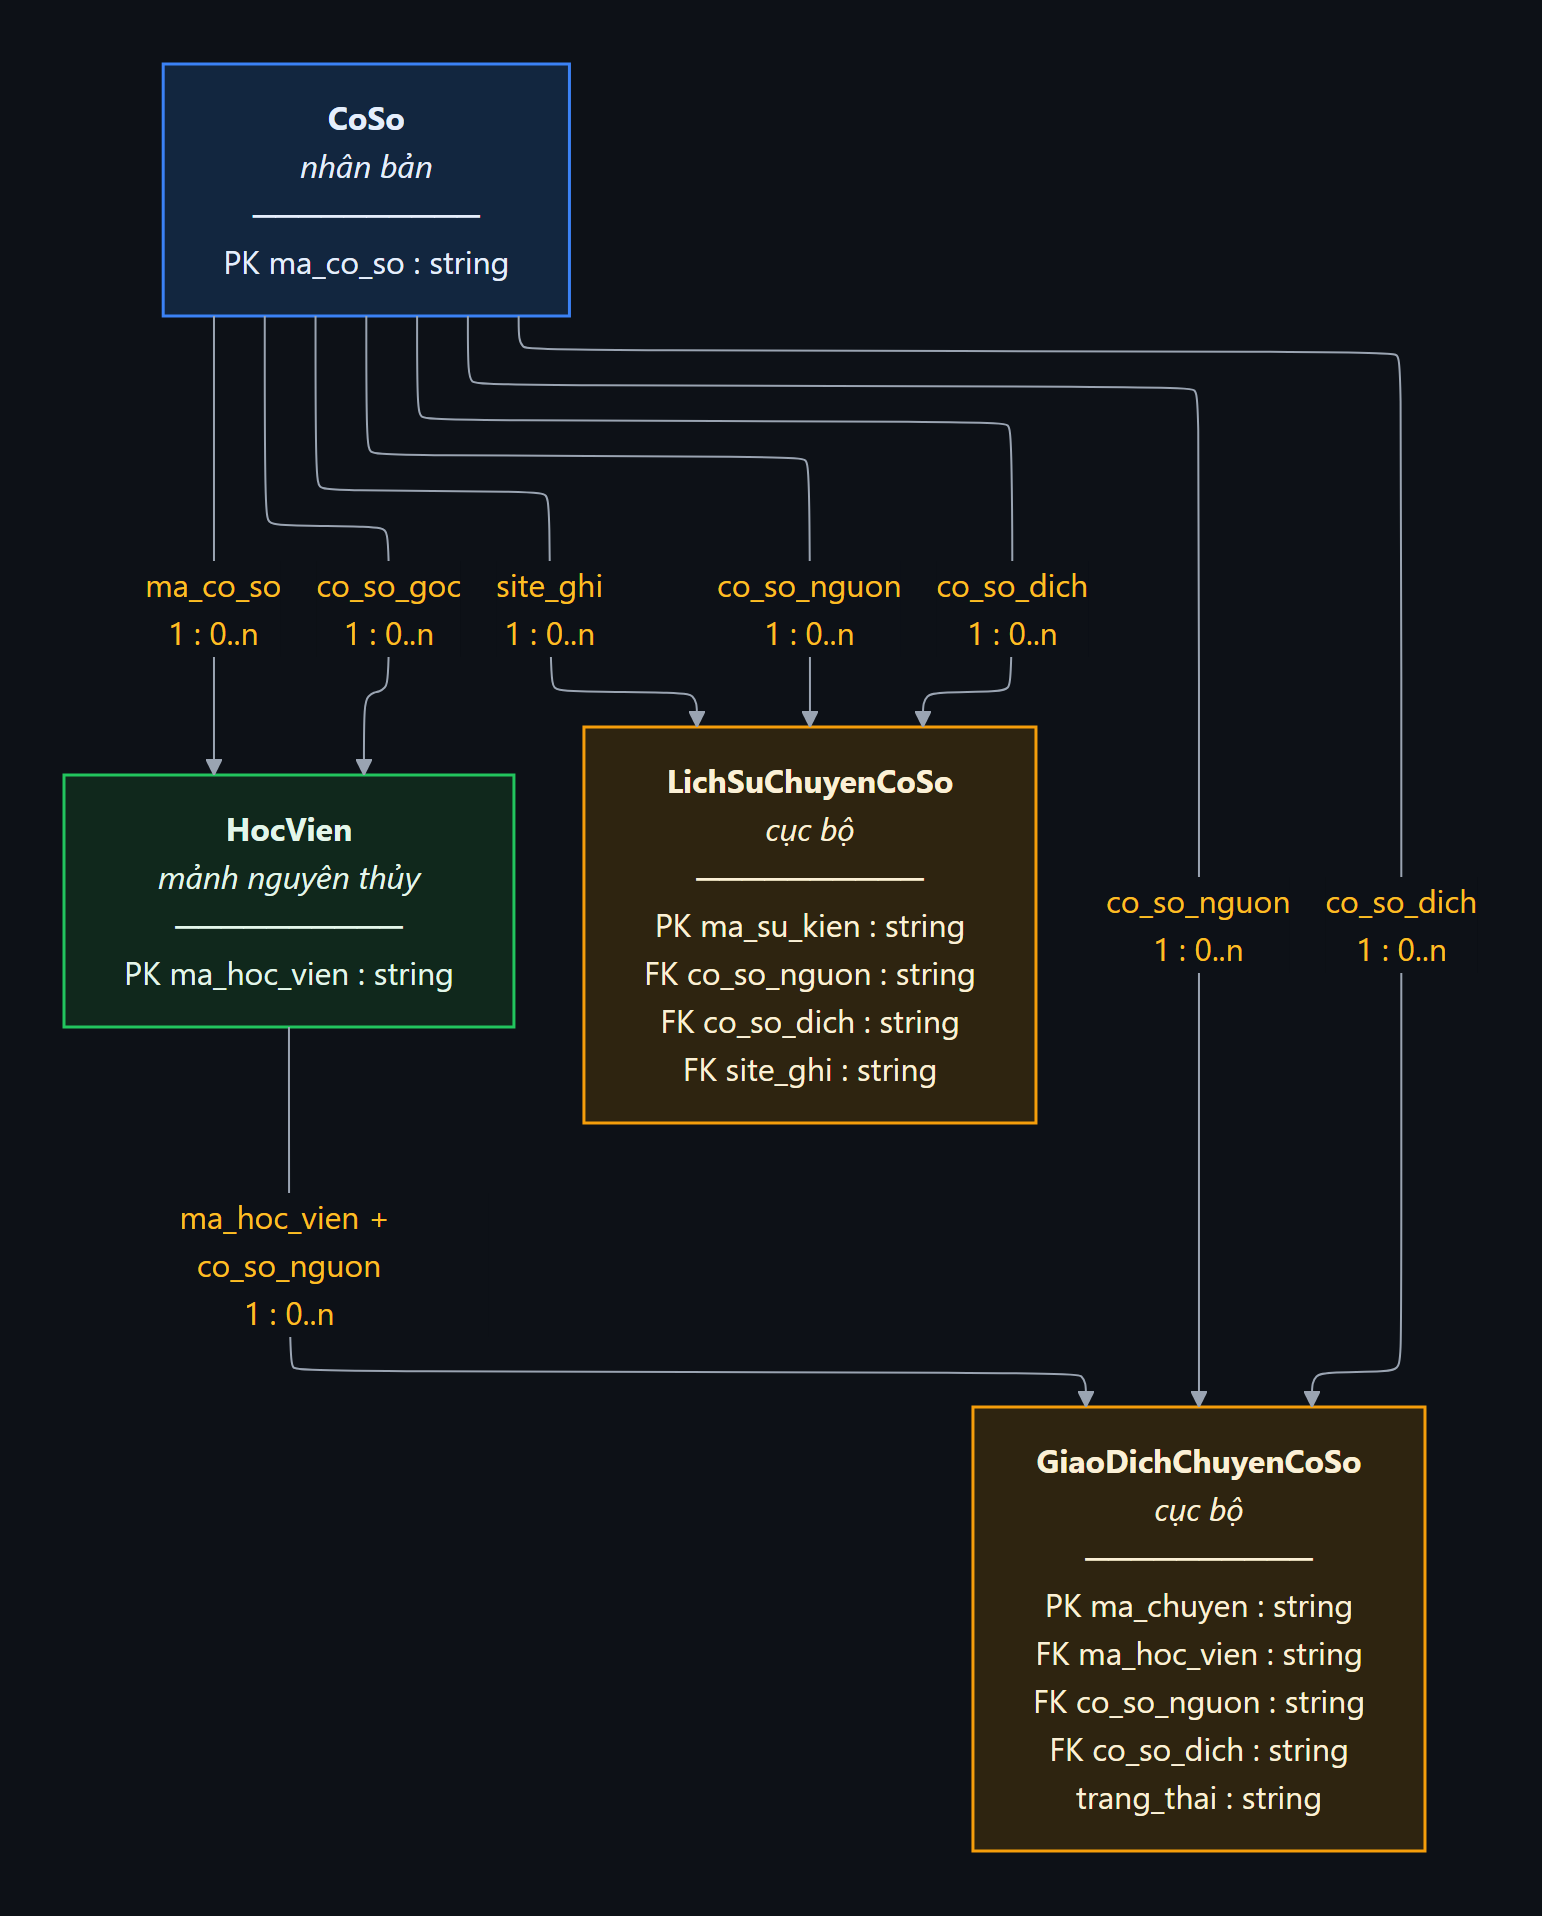 CoSo
nhân bản
PK ma_co_so : string
ma_co_so
1 : 0..n
co_so_goc
1 : 0..n
site_ghi
1 : 0..n
co_so_nguon
1 : 0..n
co_so_dich
1 : 0..n
HocVien
mảnh nguyên thủy
PK ma_hoc_vien : string
LichSuChuyenCoSo
cục bộ
PK ma_su_kien : string
FK co_so_nguon : string
FK co_so_dich : string
FK site_ghi : string
co_so_nguon
1 : 0..n
co_so_dich
1 : 0..n
ma_hoc_vien +
co_so_nguon
1 : 0..n
GiaoDichChuyenCoSo
cục bộ
PK ma_chuyen : string
FK ma_hoc_vien : string
FK co_so_nguon : string
FK co_so_dich : string
trang_thai : string